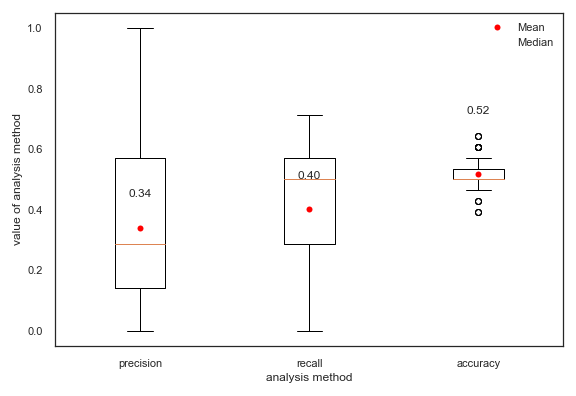 Mean
Median
1.0
0.8
0.6
0.4
0.2
0.0
value of analysis method
0.34
0.40
0.52
precision
recall
accuracy
analysis method